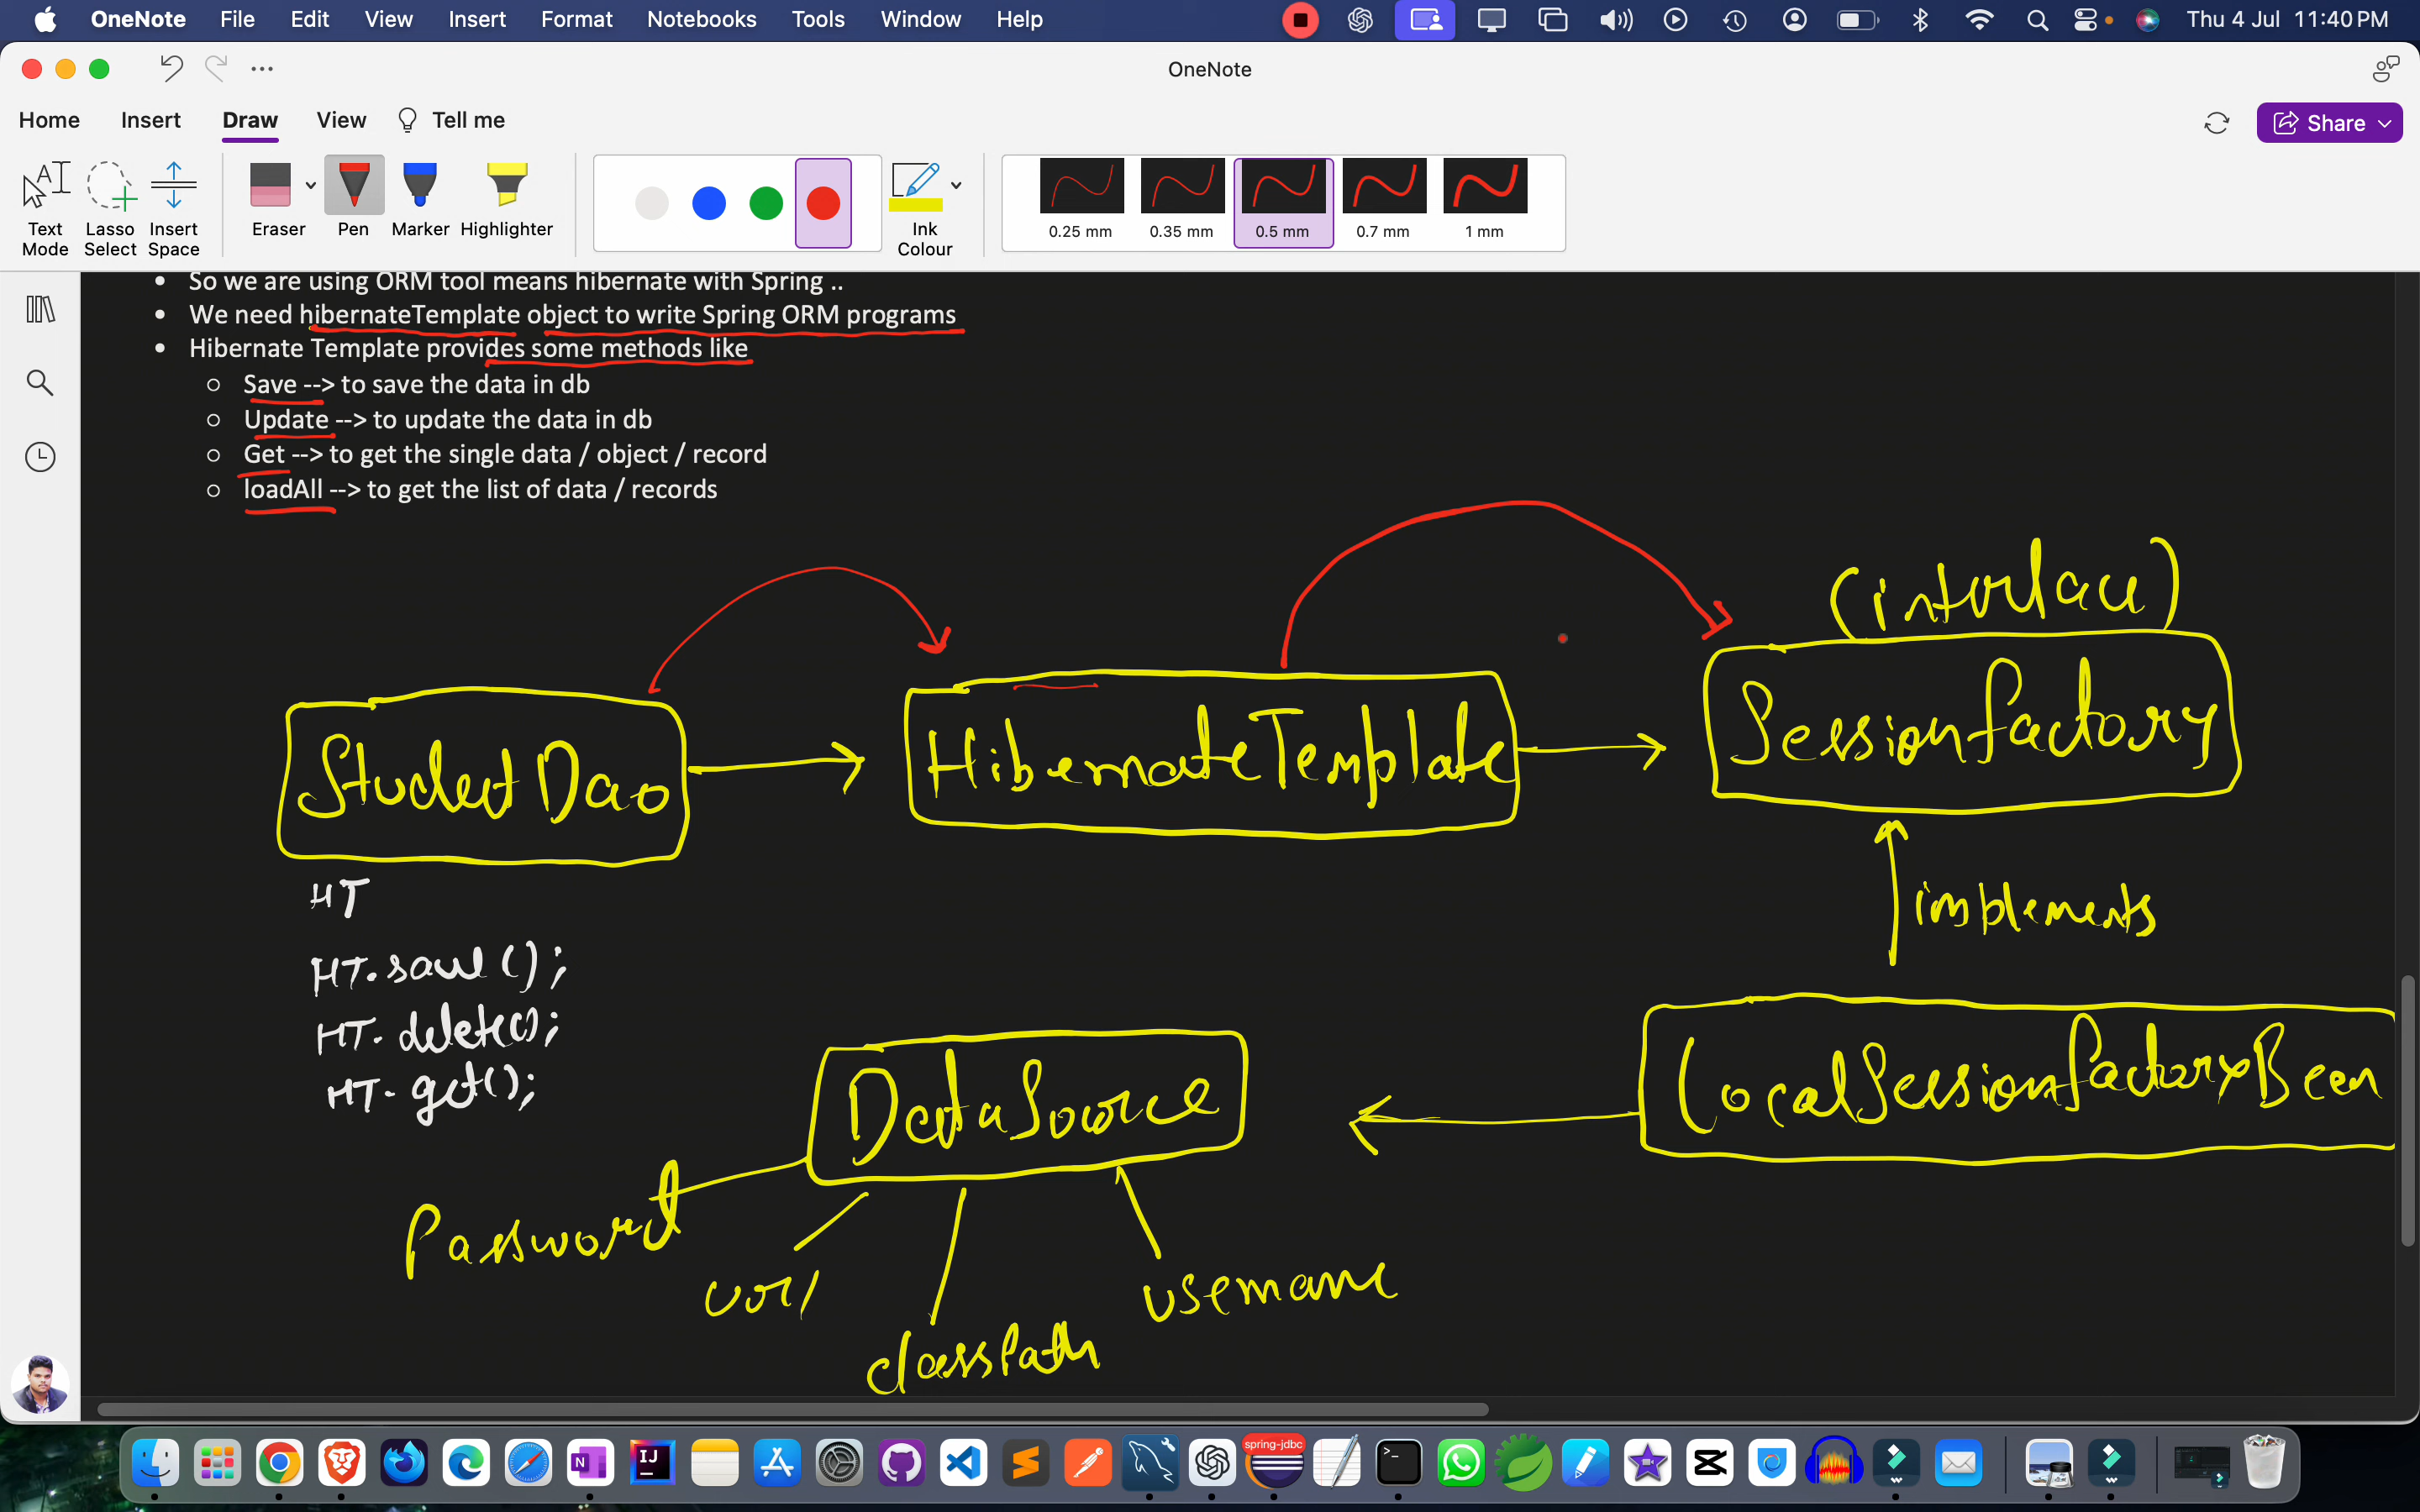 OneNote File Edit View Insert Format Notebooks Tools Window Help Thu 4 Jul 11:40 PM
OneNote
Home Insert Draw View Tell me Share
Text Mode
Lasso Select
Insert Space
Eraser
Pen
Marker
Highlighter
Ink Colour
0.25 mm
0.35 mm
0.5 mm
0.7 mm
1 mm
• So we are using ORM tool means hibernate with Spring ..
• We need hibernateTemplate object to write Spring ORM programs
• Hibernate Template provides some methods like
○ Save --> to save the data in db
○ Update --> to update the data in db
○ Get --> to get the single data / object / record
○ loadAll --> to get the list of data / records
(interface)
StudentDao
HibernateTemplate
SessionFactory
HT
implements
HT.save();
HT.delete();
HT.get();
DataSource
LocalSessionFactoryBean
Password
url
username
classPath
spring-jdbc